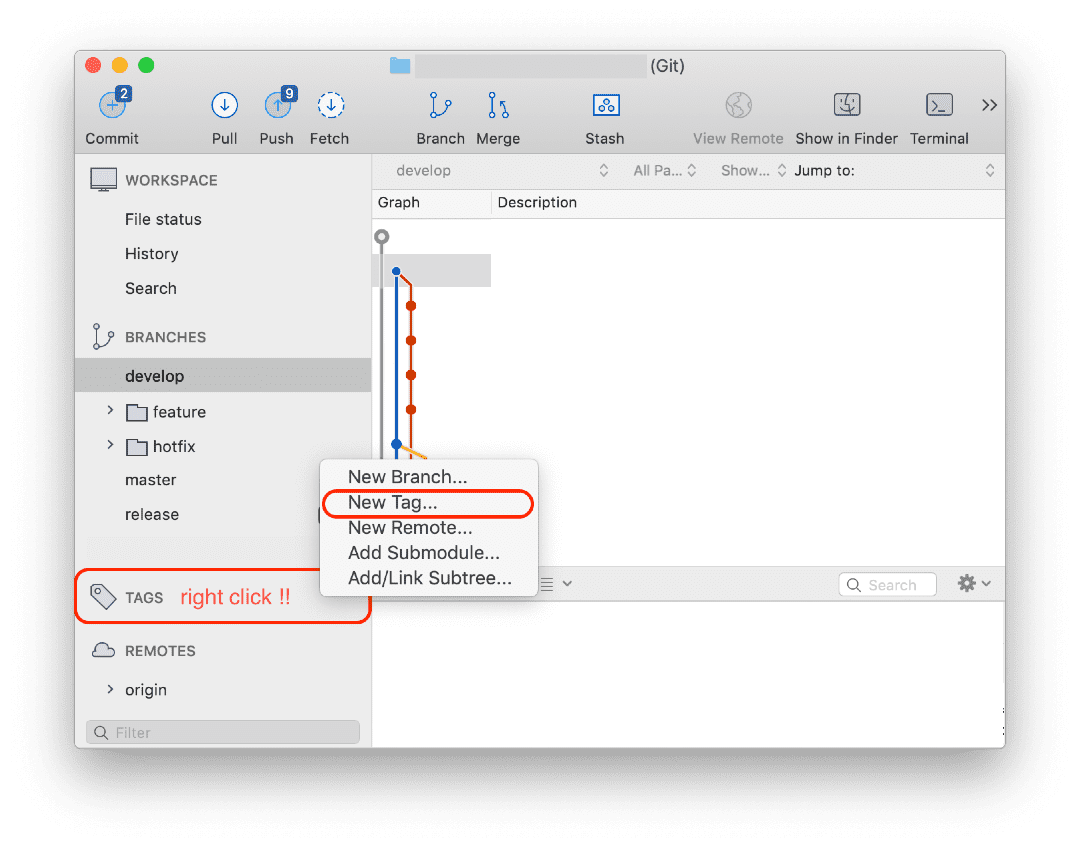 (Git)
2
9
Commit Pull Push Fetch Branch Merge Stash View Remote Show in Finder Terminal
WORKSPACE
develop All Pa... Show... Jump to:
Graph Description
File status
History
Search
BRANCHES
develop
feature
hotfix
master
release
New Branch...
New Tag...
New Remote...
Add Submodule...
Add/Link Subtree...
TAGS right click !!
Search
REMOTES
origin
Filter